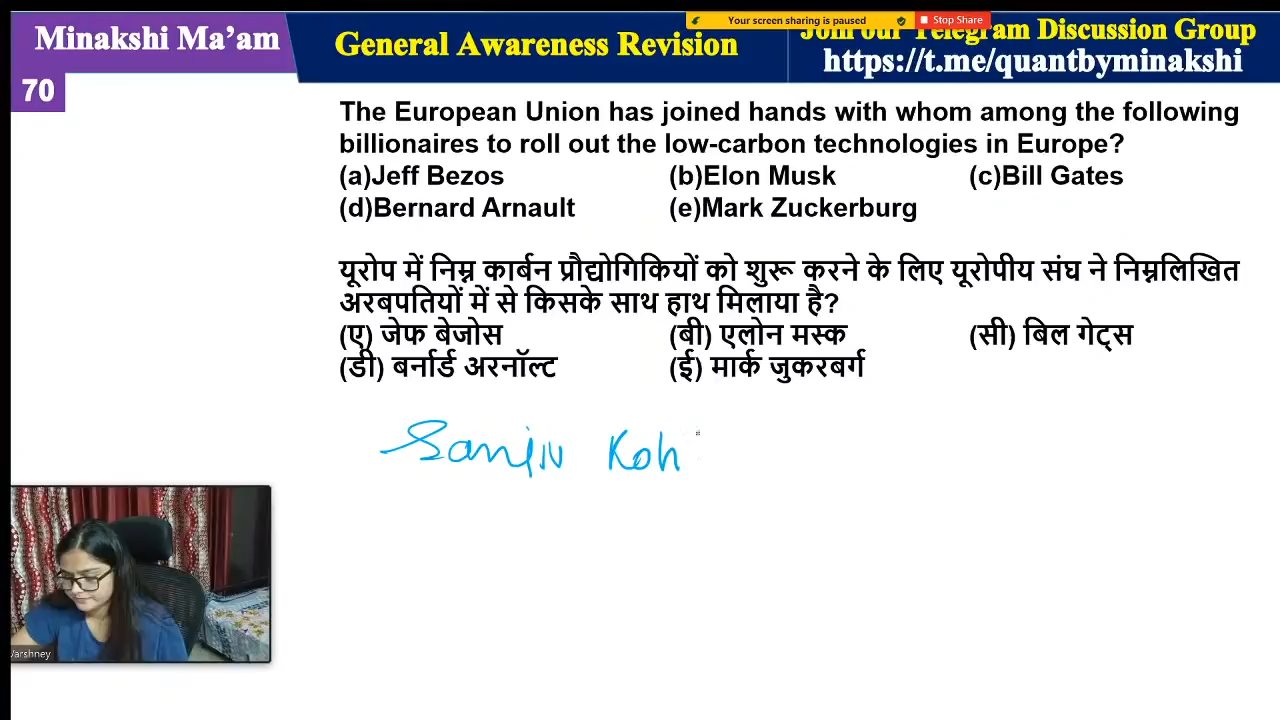 Minakshi Ma'am
General Awareness Revision
Your screen sharing is paused
Stop Share
Join our Telegram Discussion Group
https://t.me/quantbyminakshi
70
The European Union has joined hands with whom among the following
billionaires to roll out the low-carbon technologies in Europe?
(a)Jeff Bezos (b)Elon Musk (c)Bill Gates
(d)Bernard Arnault (e)Mark Zuckerburg
यूरोप में निम्न कार्बन प्रौद्योगिकियों को शुरू करने के लिए यूरोपीय संघ ने निम्नलिखित
अरबपतियों में से किसके साथ हाथ मिलाया है?
(ए) जेफ बेजोस (बी) एलोन मस्क (सी) बिल गेट्स
(डी) बर्नार्ड अरनॉल्ट (ई) मार्क जुकरबर्ग
Sanjiv Koh
Varshney